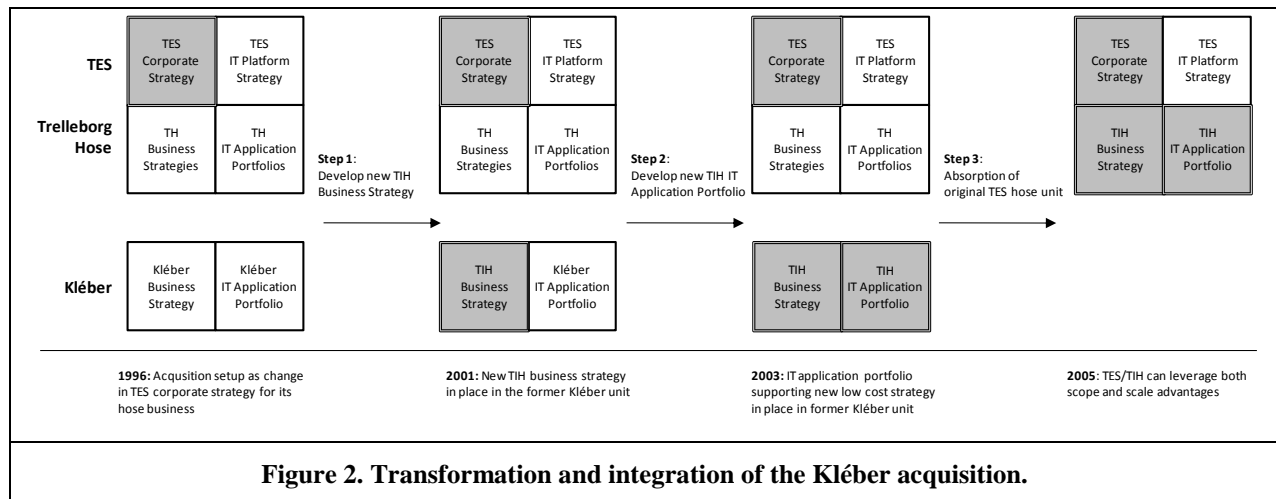 TES
TES
Corporate
Strategy
TES
IT Platform
Strategy
TES
Corporate
Strategy
TES
IT Platform
Strategy
TES
Corporate
Strategy
TES
IT Platform
Strategy
TES
Corporate
Strategy
TES
IT Platform
Strategy
Trelleborg
Hose
TH
Business
Strategies
TH
IT Application
Portfolios
Step 1:
Develop new TIH
Business Strategy
TH
Business
Strategies
TH
IT Application
Portfolios
Step 2:
Develop new TIH IT
Application Portfolio
TH
Business
Strategies
TH
IT Application
Portfolios
Step 3:
Absorption of
original TES hose unit
TIH
Business
Strategy
TIH
IT Application
Portfolio
Kléber
Kléber
Business
Strategy
Kléber
IT Application
Portfolio
TIH
Business
Strategy
Kléber
IT Application
Portfolio
TIH
Business
Strategy
TIH
IT Application
Portfolio
1996: Acqusition setup as change
in TES corporate strategy for its
hose business
2001: New TIH business strategy
in place in the former Kléber unit
2003: IT application portfolio
supporting new low cost strategy
in place in former Kléber unit
2005: TES/TIH can leverage both
scope and scale advantages
Figure 2. Transformation and integration of the Kléber acquisition.